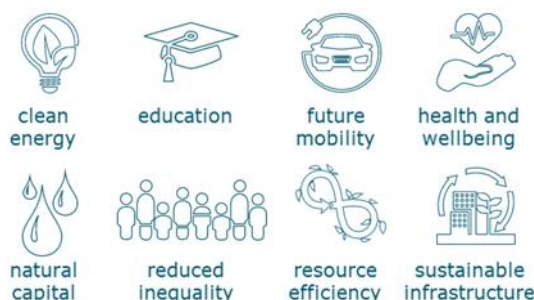 clean
energy
education
future
mobility
health and
wellbeing
natural
capital
reduced
inequality
resource
efficiency
sustainable
infrastructure